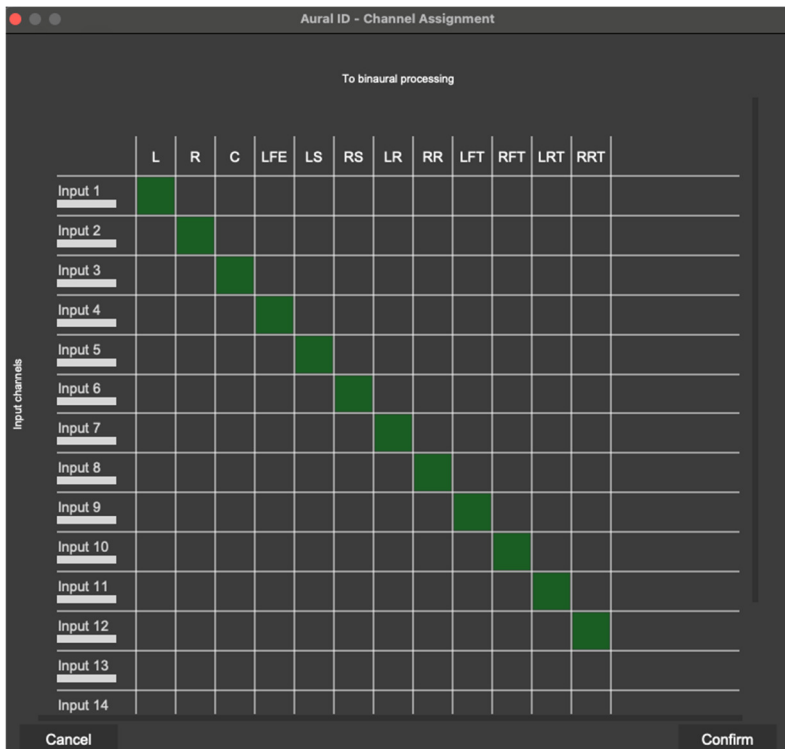 Aural ID - Channel Assignment
To binaural processing
L R C LFE LS RS LR RR LFT RFT LRT RRT
Input channels
Input 1
Input 2
Input 3
Input 4
Input 5
Input 6
Input 7
Input 8
Input 9
Input 10
Input 11
Input 12
Input 13
Input 14
Cancel Confirm